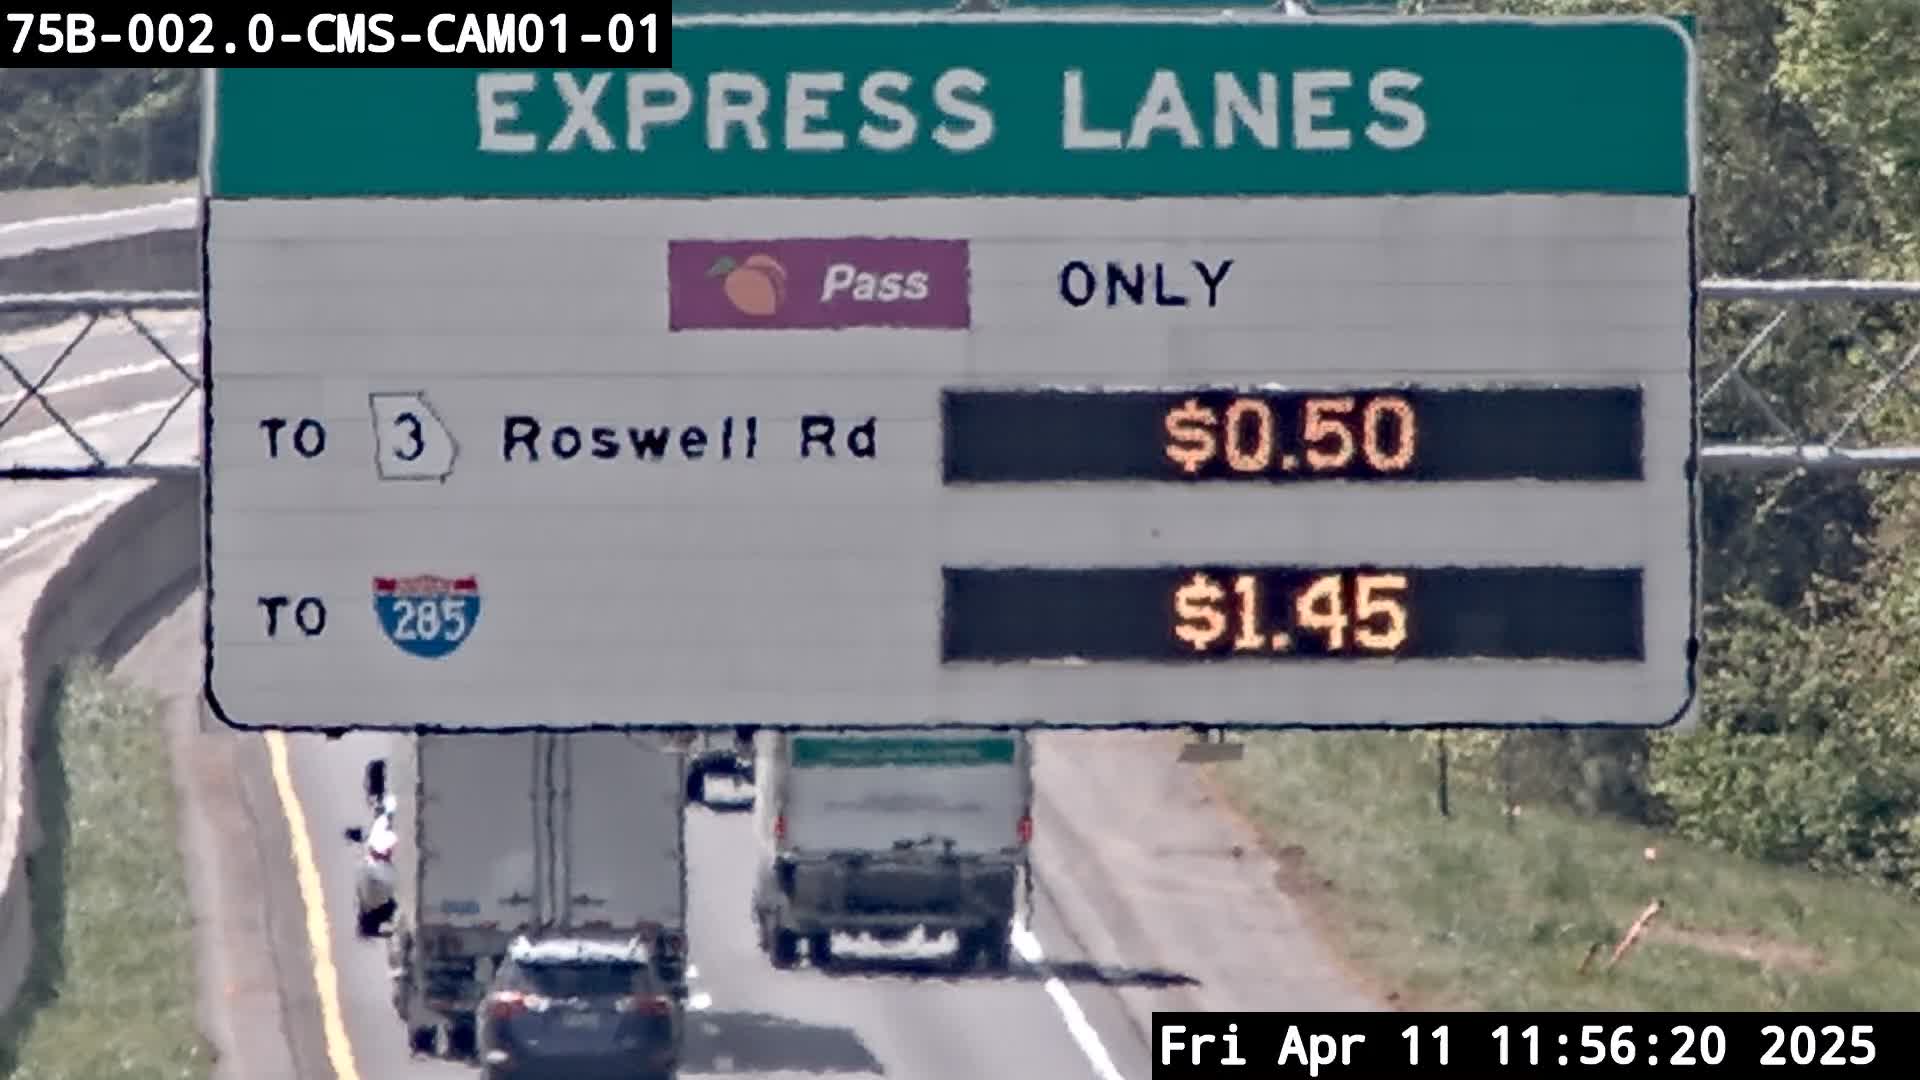 75B-002.0-CMS-CAM01-01
EXPRESS LANES
Pass ONLY
TO 3 Roswell Rd $0.50
TO 285 $1.45
Fri Apr 11 11:56:20 2025